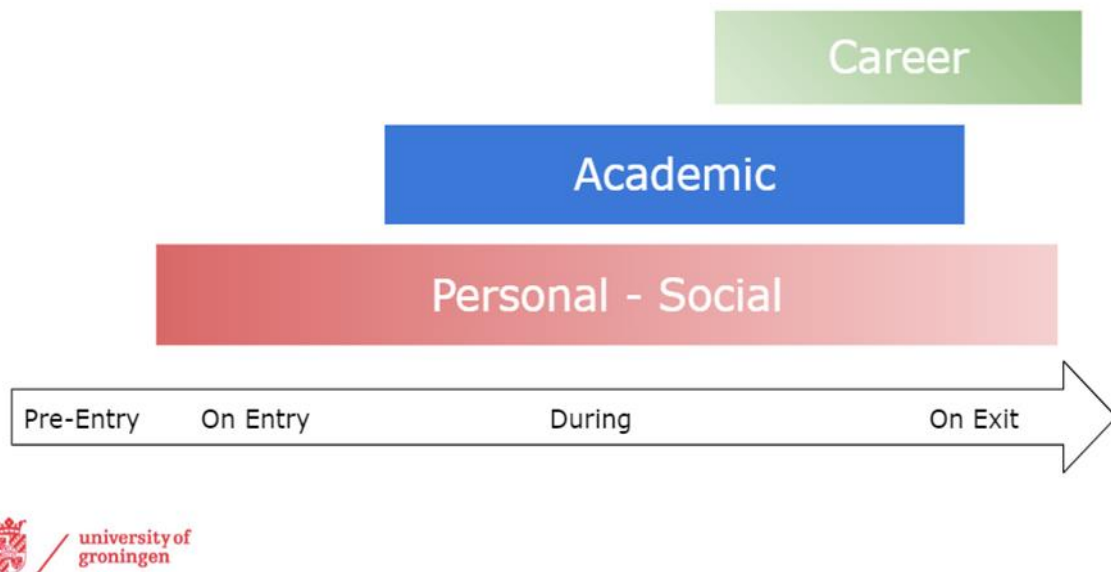 Career
Academic
Personal - Social
Pre-Entry On Entry During On Exit
university of
groningen